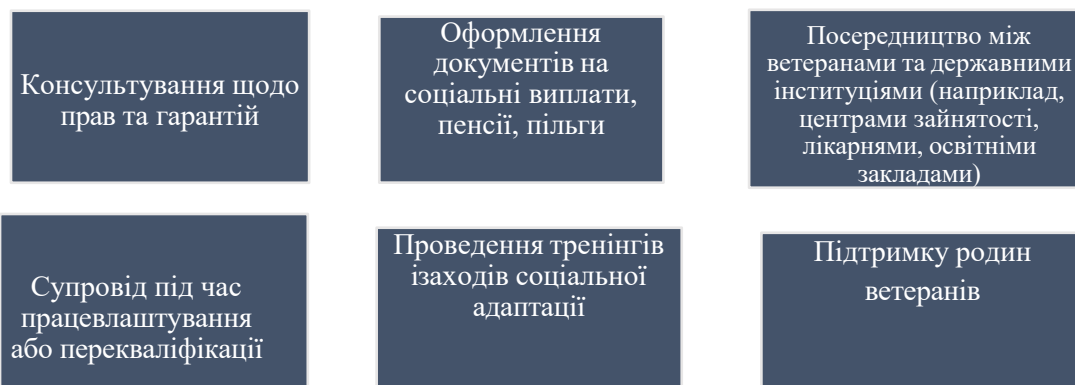 Консультування щодо
прав та гарантій
Оформлення
документів на
соціальні виплати,
пенсії, пільги
Посередництво між
ветеранами та державними
інституціями (наприклад,
центрами зайнятості,
лікарнями, освітніми
закладами)
Супровід під час
працевлаштування
або перекваліфікації
Проведення тренінгів
ізаходів соціальної
адаптації
Підтримку родин
ветеранів